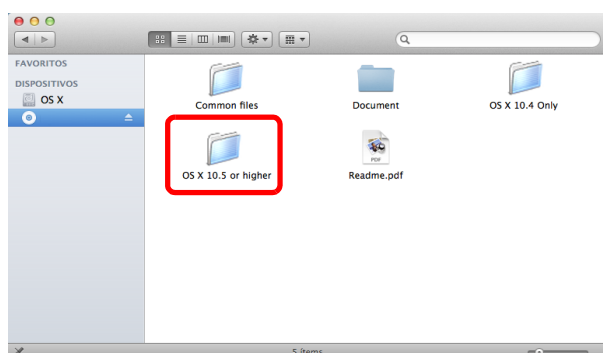 FAVORITOS
DISPOSITIVOS
OS X
Common files
Document
OS X 10.4 Only
OS X 10.5 or higher
PDF
Readme.pdf
5 items